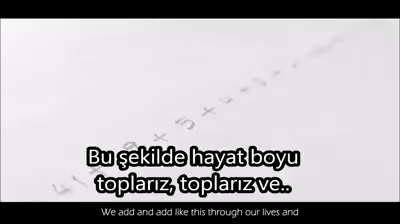 Bu şekilde hayat boyu
toplarız, toplarız ve..
We add and add like this through our lives and